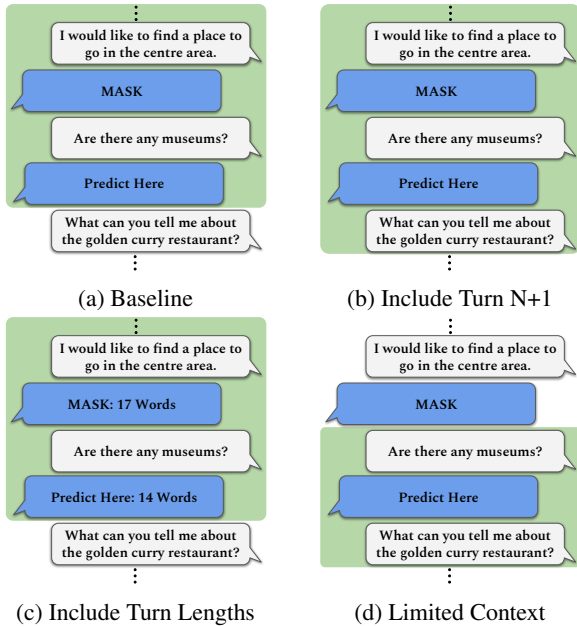 I would like to find a place to
go in the centre area.
MASK
Are there any museums?
Predict Here
What can you tell me about
the golden curry restaurant?
(a) Baseline
I would like to find a place to
go in the centre area.
MASK
Are there any museums?
Predict Here
What can you tell me about
the golden curry restaurant?
(b) Include Turn N+1
I would like to find a place to
go in the centre area.
MASK: 17 Words
Are there any museums?
Predict Here: 14 Words
What can you tell me about
the golden curry restaurant?
(c) Include Turn Lengths
I would like to find a place to
go in the centre area.
MASK
Are there any museums?
Predict Here
What can you tell me about
the golden curry restaurant?
(d) Limited Context